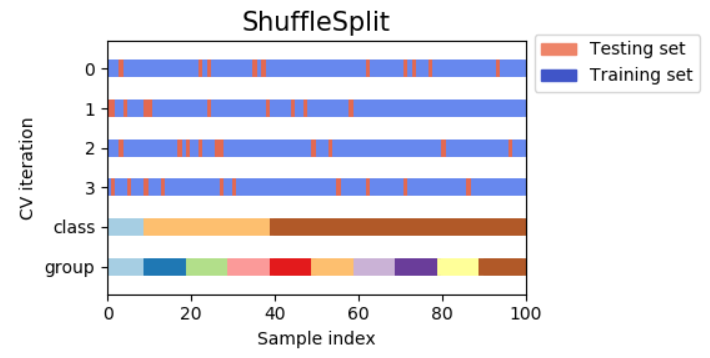 ShuffleSplit
Testing set
Training set
CV iteration
0
1
2
3
class
group
0 20 40 60 80 100
Sample index